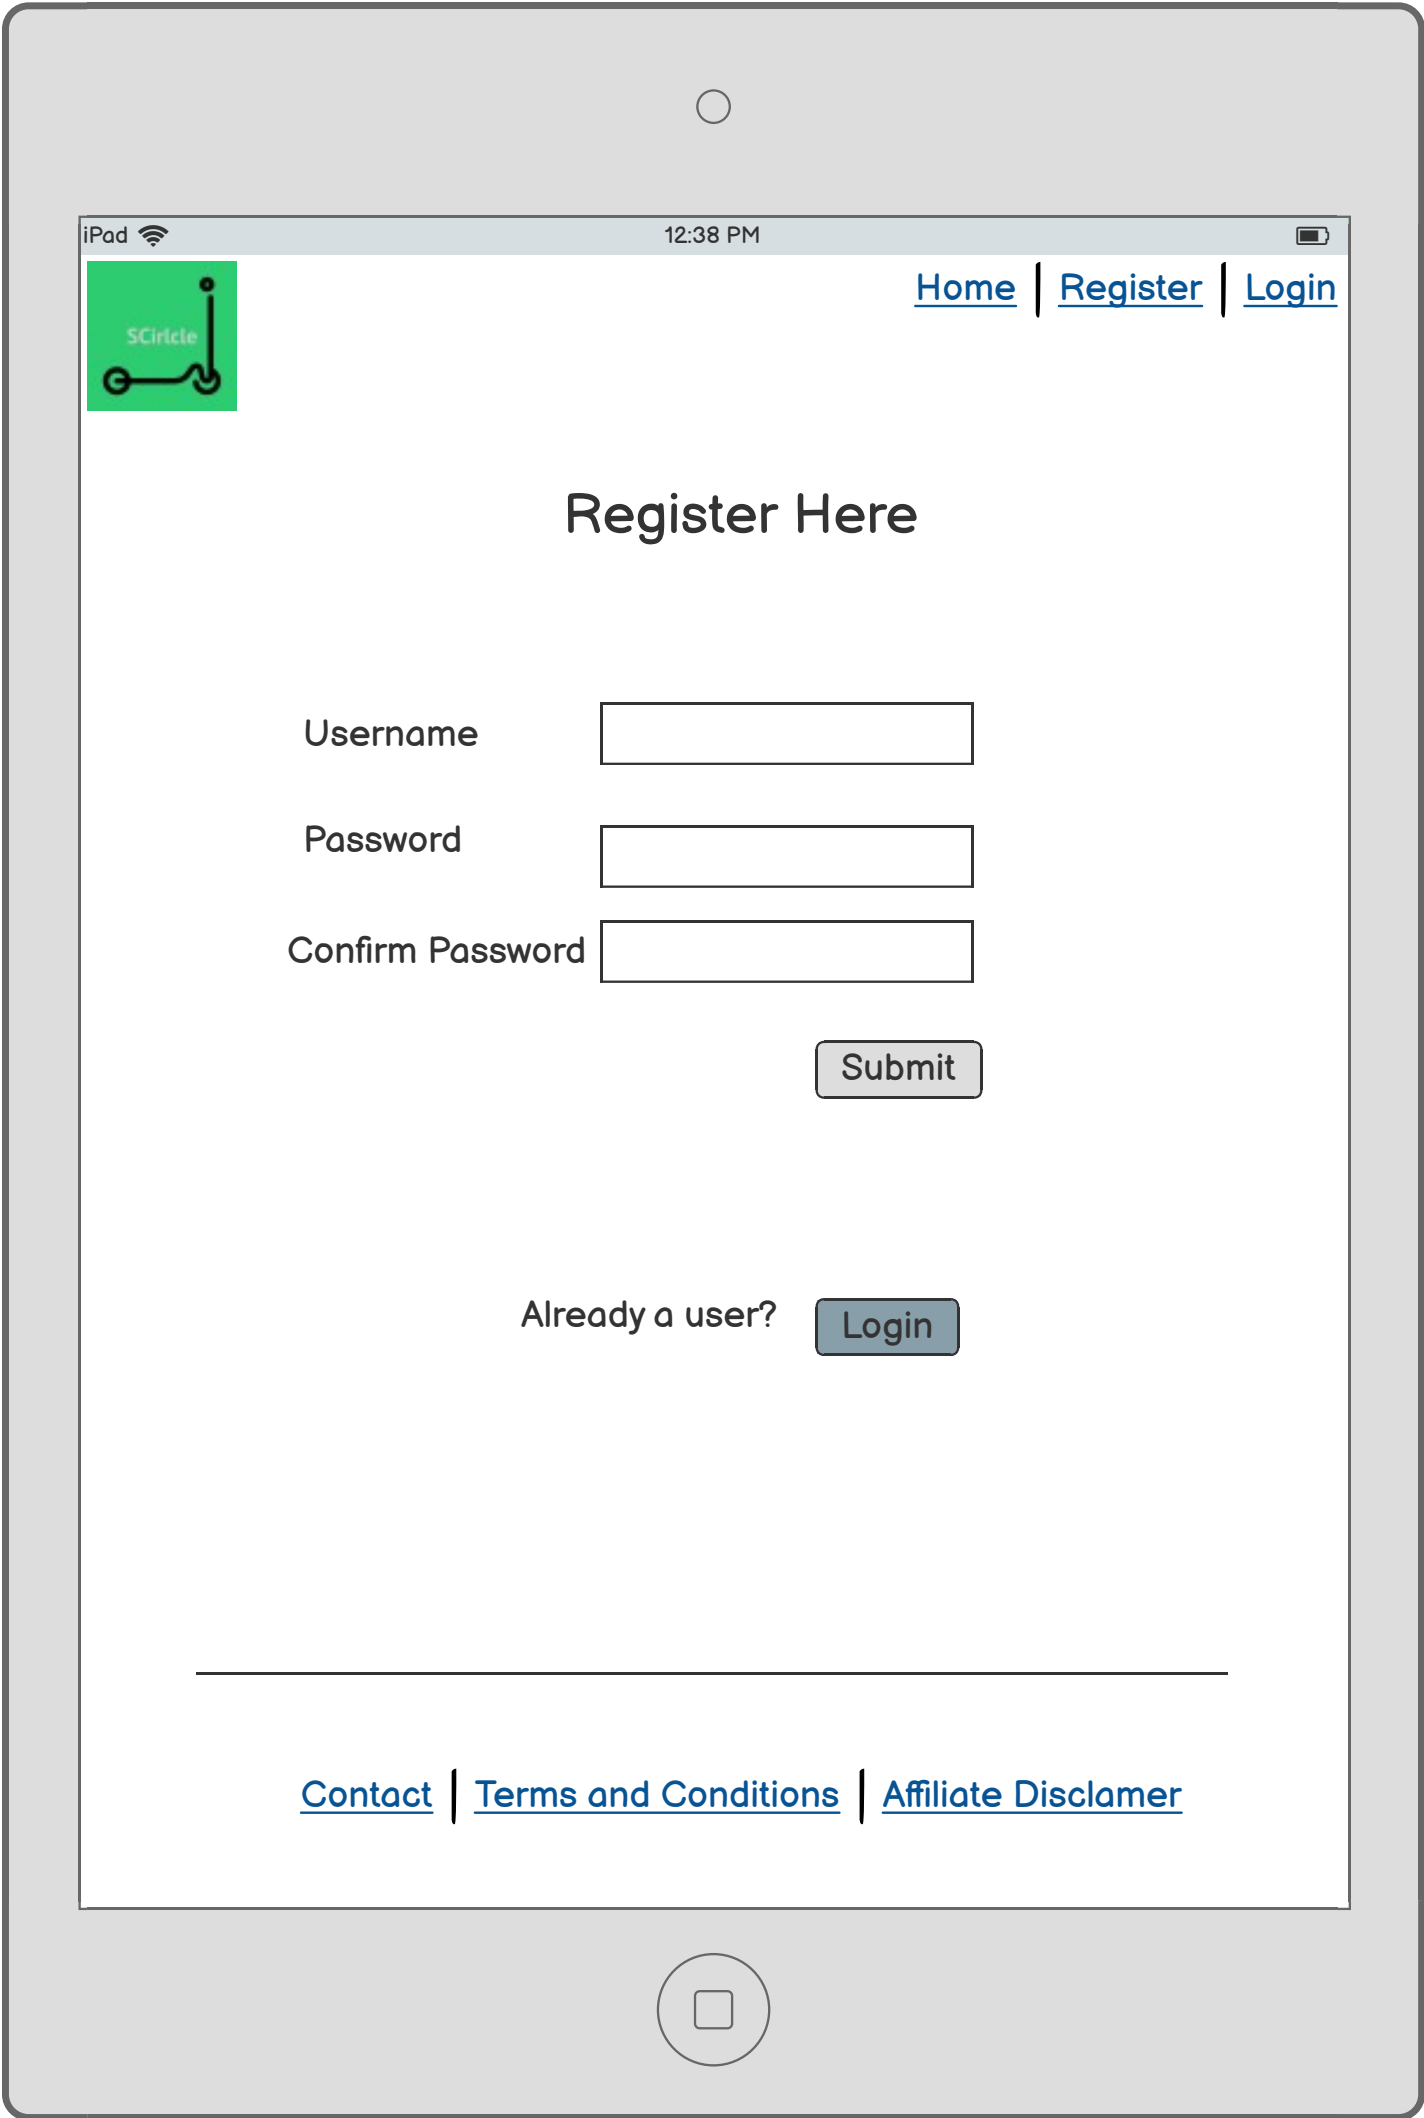 iPad 12:38 PM
SCirlcle
Home | Register | Login
Register Here
Username
Password
Confirm Password
Submit
Already a user? Login
Contact | Terms and Conditions | Affiliate Disclamer